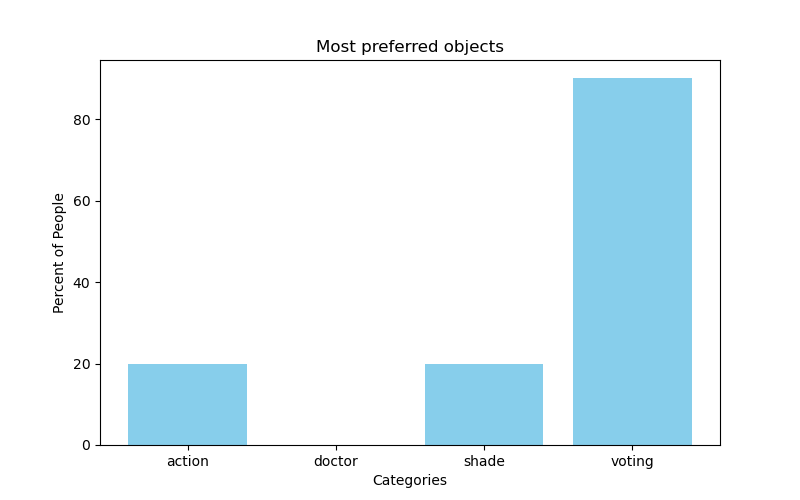 Most preferred objects
Percent of People
80
60
40
20
0
action doctor shade voting
Categories